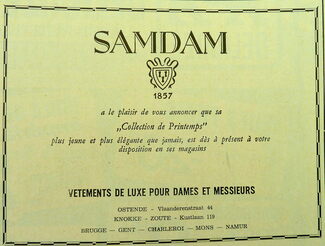 SAMDAM
1857
a le plaisir de vous annoncer que sa
„Collection de Printemps"
plus jeune et plus élégante que jamais, est dès à présent à votre
disposition en ses magasins
VETEMENTS DE LUXE POUR DAMES ET MESSIEURS
OSTENDE - Vlaanderenstraat 44
KNOKKE - ZOUTE - Kustlaan 119
BRUGGE — GENT — CHARLEROI — MONS — NAMUR